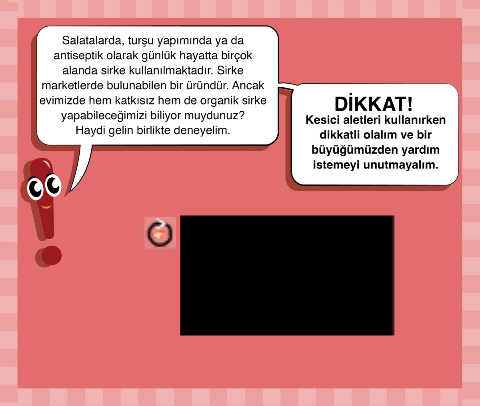 Salatalarda, turşu yapımında ya da
antiseptik olarak günlük hayatta birçok
alanda sirke kullanılmaktadır. Sirke
marketlerde bulunabilen bir üründür. Ancak
evimizde hem katkısız hem de organik sirke
yapabileceğimizi biliyor muydunuz?
Haydi gelin birlikte deneyelim.
DİKKAT!
Kesici aletleri kullanırken
dikkatli olalım ve bir
büyüğümüzden yardım
istemeyi unutmayalım.